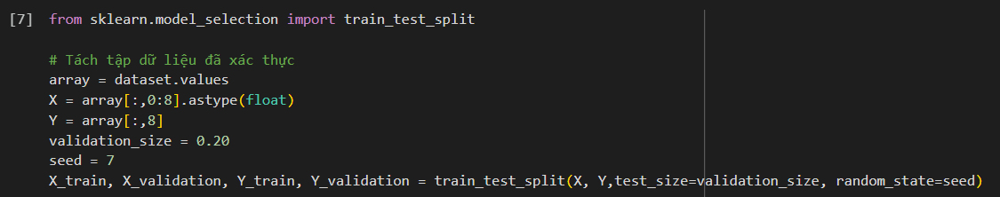 [7] from sklearn.model_selection import train_test_split
# Tách tập dữ liệu đã xác thực
array = dataset.values
X = array[:,0:8].astype(float)
Y = array[:,8]
validation_size = 0.20
seed = 7
X_train, X_validation, Y_train, Y_validation = train_test_split(X, Y,test_size=validation_size, random_state=seed)